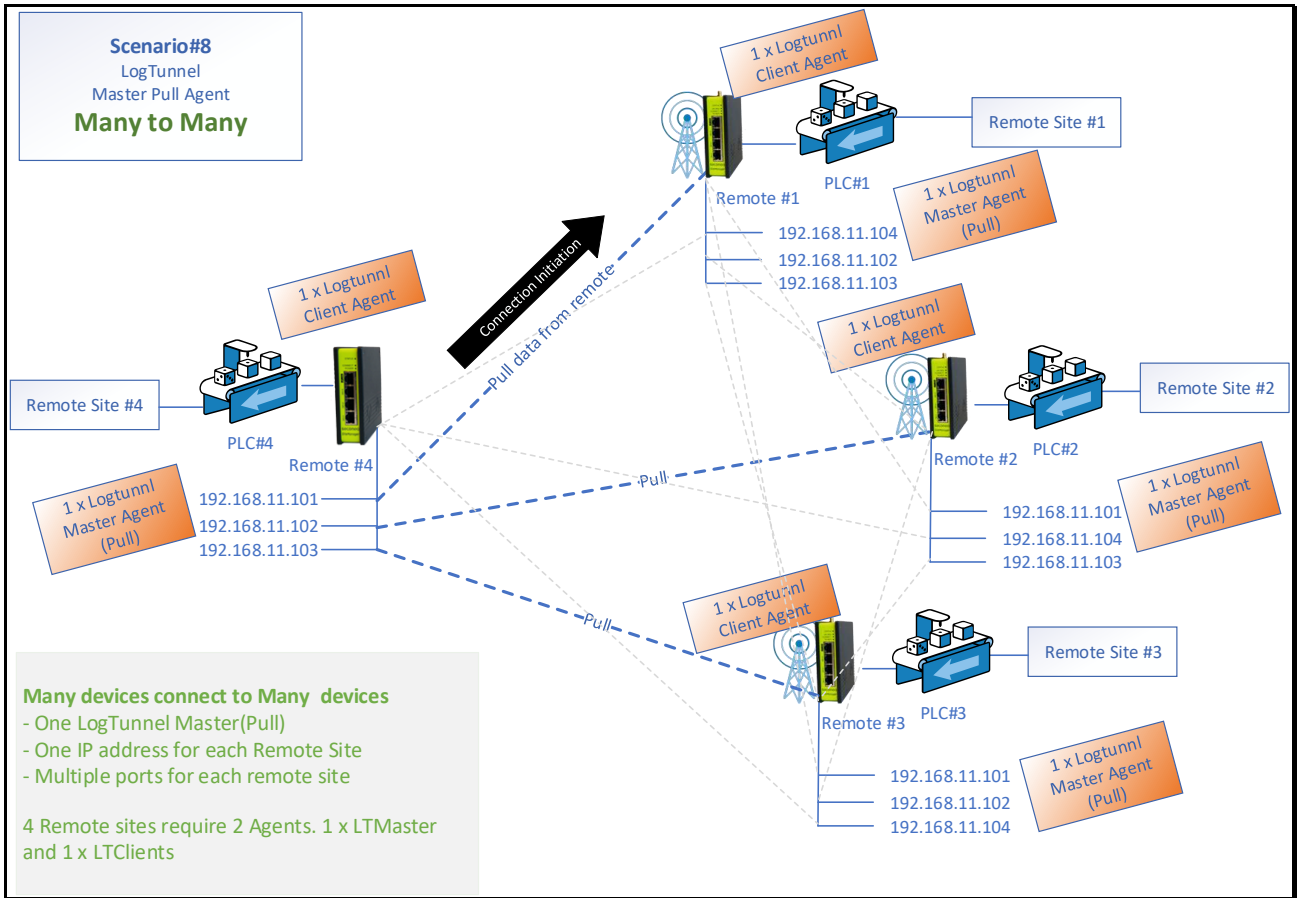 Scenario#8
LogTunnel
Master Pull Agent
Many to Many
1 x Logtunnl
Client Agent
Remote Site #1
PLC#1
Remote #1
1 x Logtunnl
Master Agent
(Pull)
192.168.11.104
192.168.11.102
192.168.11.103
Connection Initiation
Pull data from remote
1 x Logtunnl
Client Agent
1 x Logtunnl
Client Agent
Remote Site #4
PLC#4
Remote #4
Remote Site #2
PLC#2
Remote #2
1 x Logtunnl
Master Agent
(Pull)
192.168.11.101
192.168.11.102
192.168.11.103
Pull
192.168.11.101
192.168.11.104
192.168.11.103
1 x Logtunnl
Master Agent
(Pull)
1 x Logtunnl
Client Agent
Pull
Remote Site #3
PLC#3
Remote #3
192.168.11.101
192.168.11.102
192.168.11.104
1 x Logtunnl
Master Agent
(Pull)
Many devices connect to Many devices
- One LogTunnel Master(Pull)
- One IP address for each Remote Site
- Multiple ports for each remote site
4 Remote sites require 2 Agents. 1 x LTMaster
and 1 x LTClients